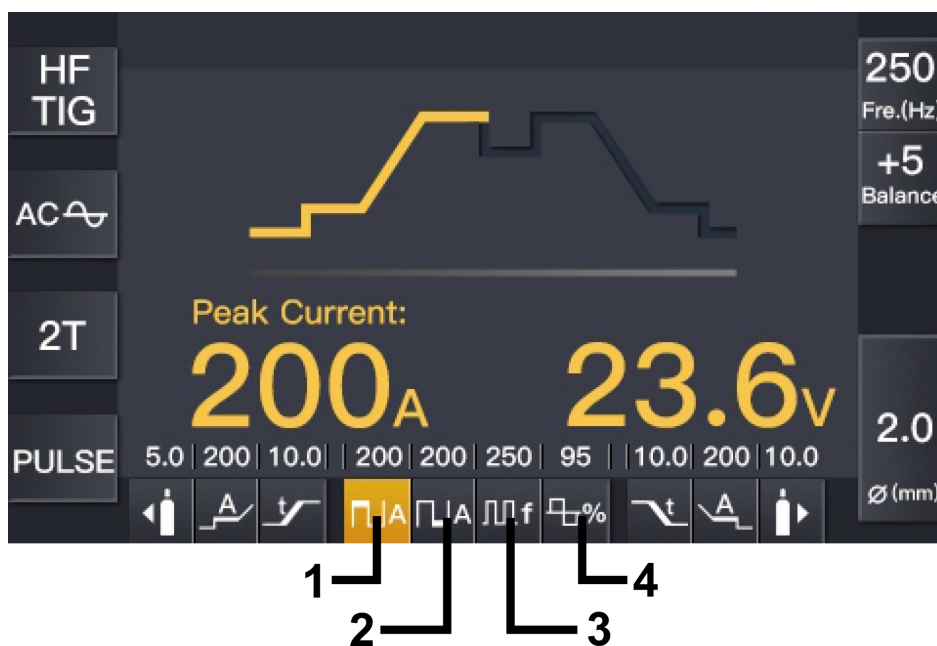 HF
TIG
AC
2T
PULSE
250
Fre.(Hz)
+5
Balance
2.0
Ø(mm)
Peak Current:
200A
23.6V
5.0 200 10.0 200 200 250 95 10.0 200 10.0
A t A A f % t A
1
2
3
4